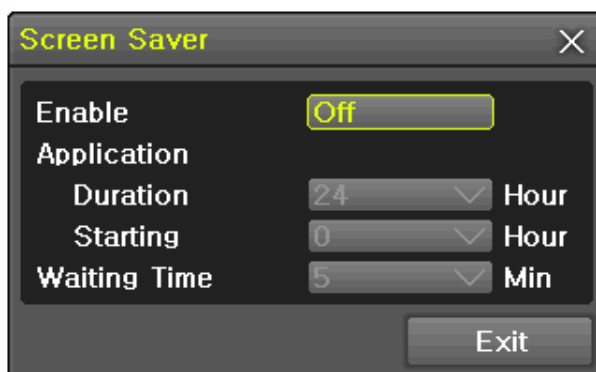 Screen Saver
Enable Off
Application
Duration 24 Hour
Starting 0 Hour
Waiting Time 5 Min
Exit